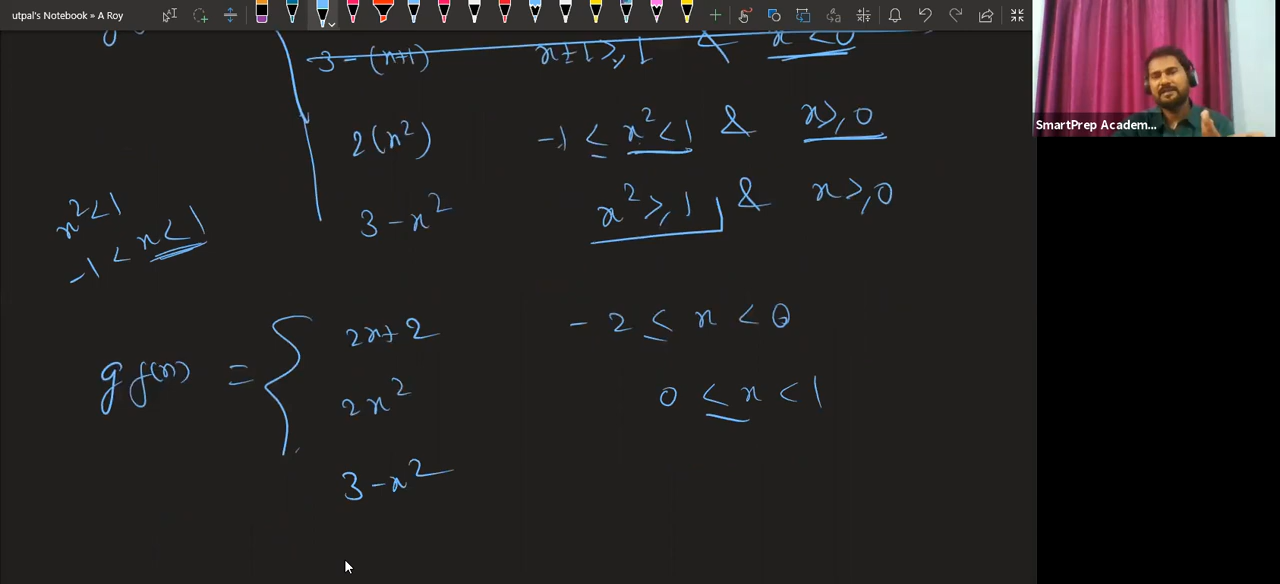 utpal's Notebook » A Roy
SmartPrep Academ...
3 - (x+1) x+1 ≥ 1 & x < 0
2(x²) -1 ≤ x² < 1 & x ≥ 0
3 - x² x² ≥ 1 & x ≥ 0
x² < 1
-1 < x < 1
gf(x) = { 2x+2 -2 ≤ x < 0
2x² 0 ≤ x < 1
3 - x²